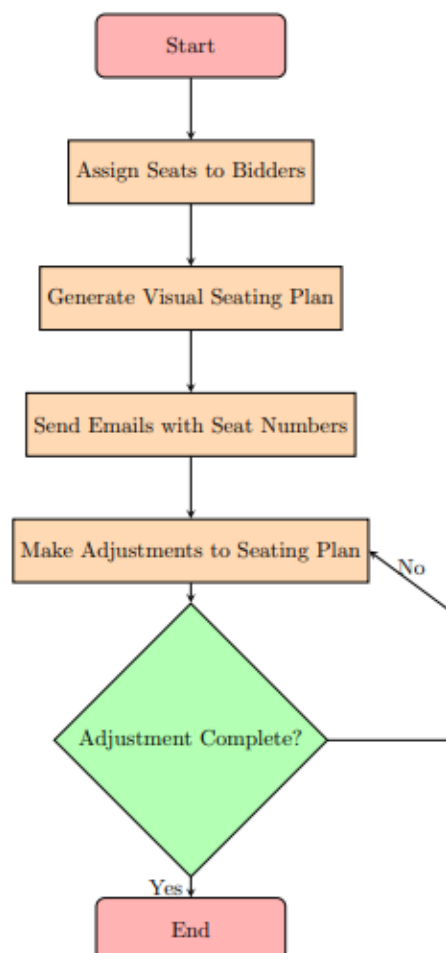 Start
Assign Seats to Bidders
Generate Visual Seating Plan
Send Emails with Seat Numbers
Make Adjustments to Seating Plan
No
Adjustment Complete?
Yes
End